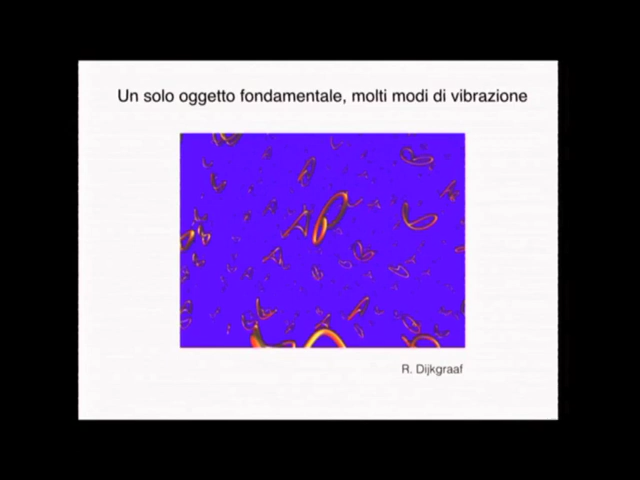 Un solo oggetto fondamentale, molti modi di vibrazione
R. Dijkgraaf